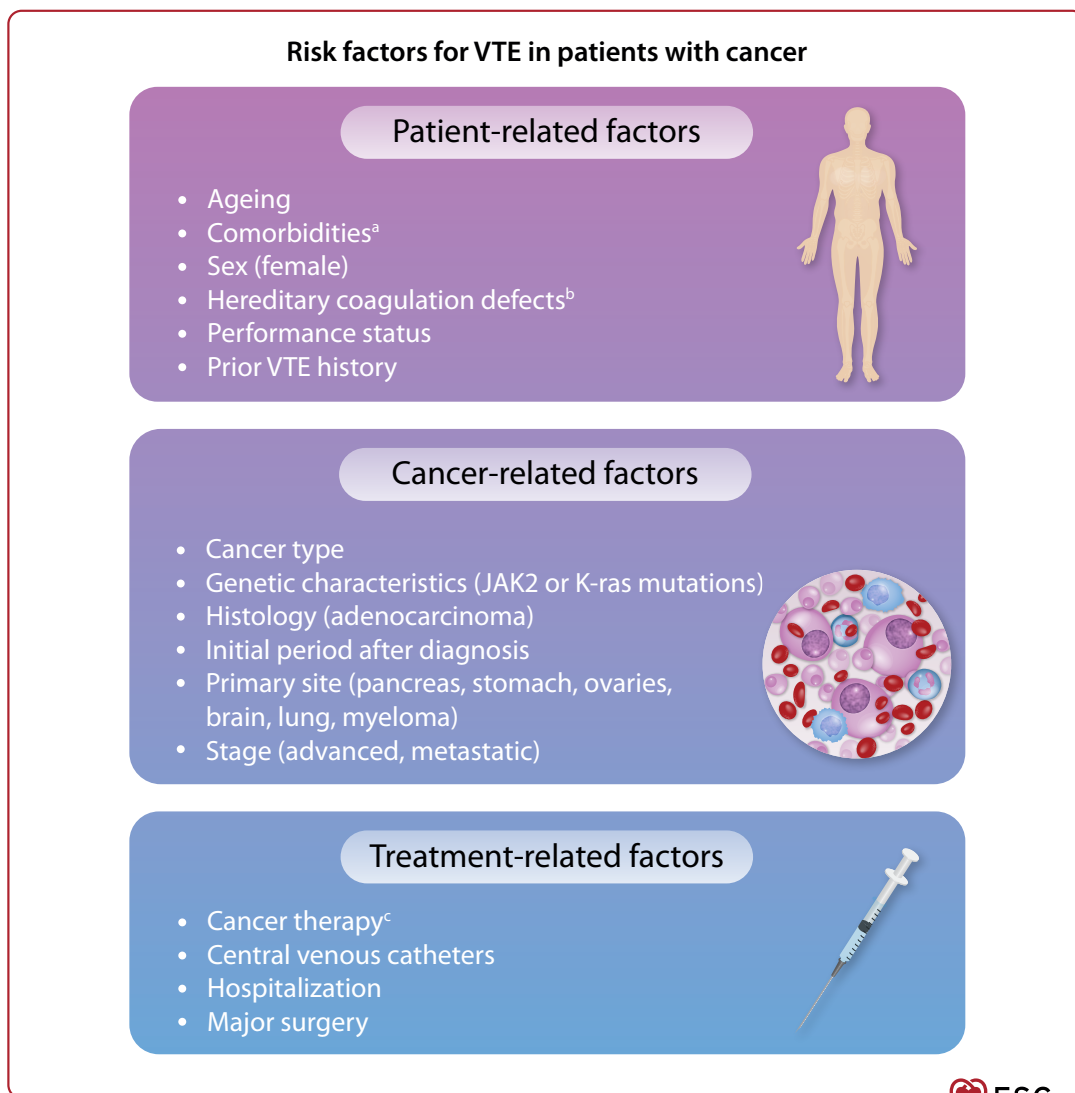 Risk factors for VTE in patients with cancer
Patient-related factors
• Ageing
• Comorbiditiesᵃ
• Sex (female)
• Hereditary coagulation defectsᵇ
• Performance status
• Prior VTE history
Cancer-related factors
• Cancer type
• Genetic characteristics (JAK2 or K-ras mutations)
• Histology (adenocarcinoma)
• Initial period after diagnosis
• Primary site (pancreas, stomach, ovaries,
brain, lung, myeloma)
• Stage (advanced, metastatic)
Treatment-related factors
• Cancer therapyᶜ
• Central venous catheters
• Hospitalization
• Major surgery
ESC